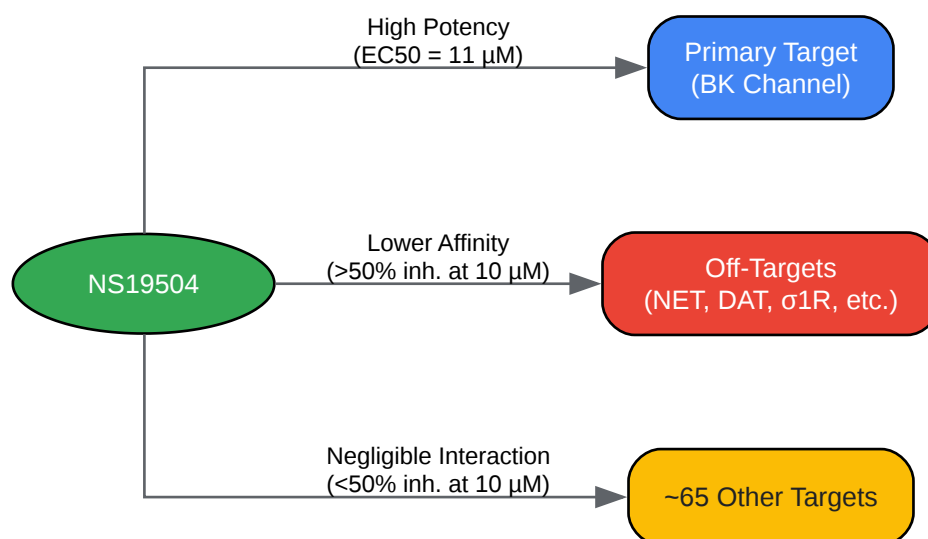 High Potency
(EC50 = 11 µM)
Primary Target
(BK Channel)
NS19504
Lower Affinity
(>50% inh. at 10 µM)
Off-Targets
(NET, DAT, σ1R, etc.)
Negligible Interaction
(<50% inh. at 10 µM)
~65 Other Targets